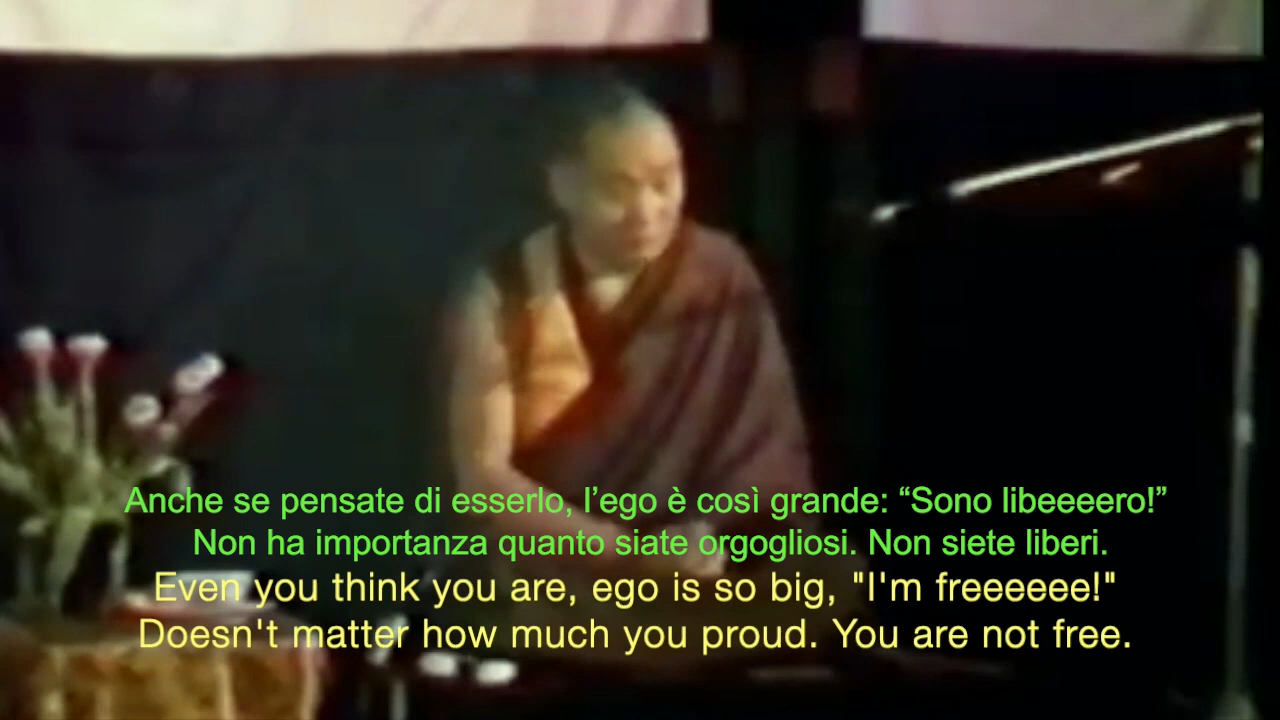 Anche se pensate di esserlo, l’ego è così grande: “Sono libeeeero!”
Non ha importanza quanto siate orgogliosi. Non siete liberi.
Even you think you are, ego is so big, "I'm freeeeee!"
Doesn't matter how much you proud. You are not free.